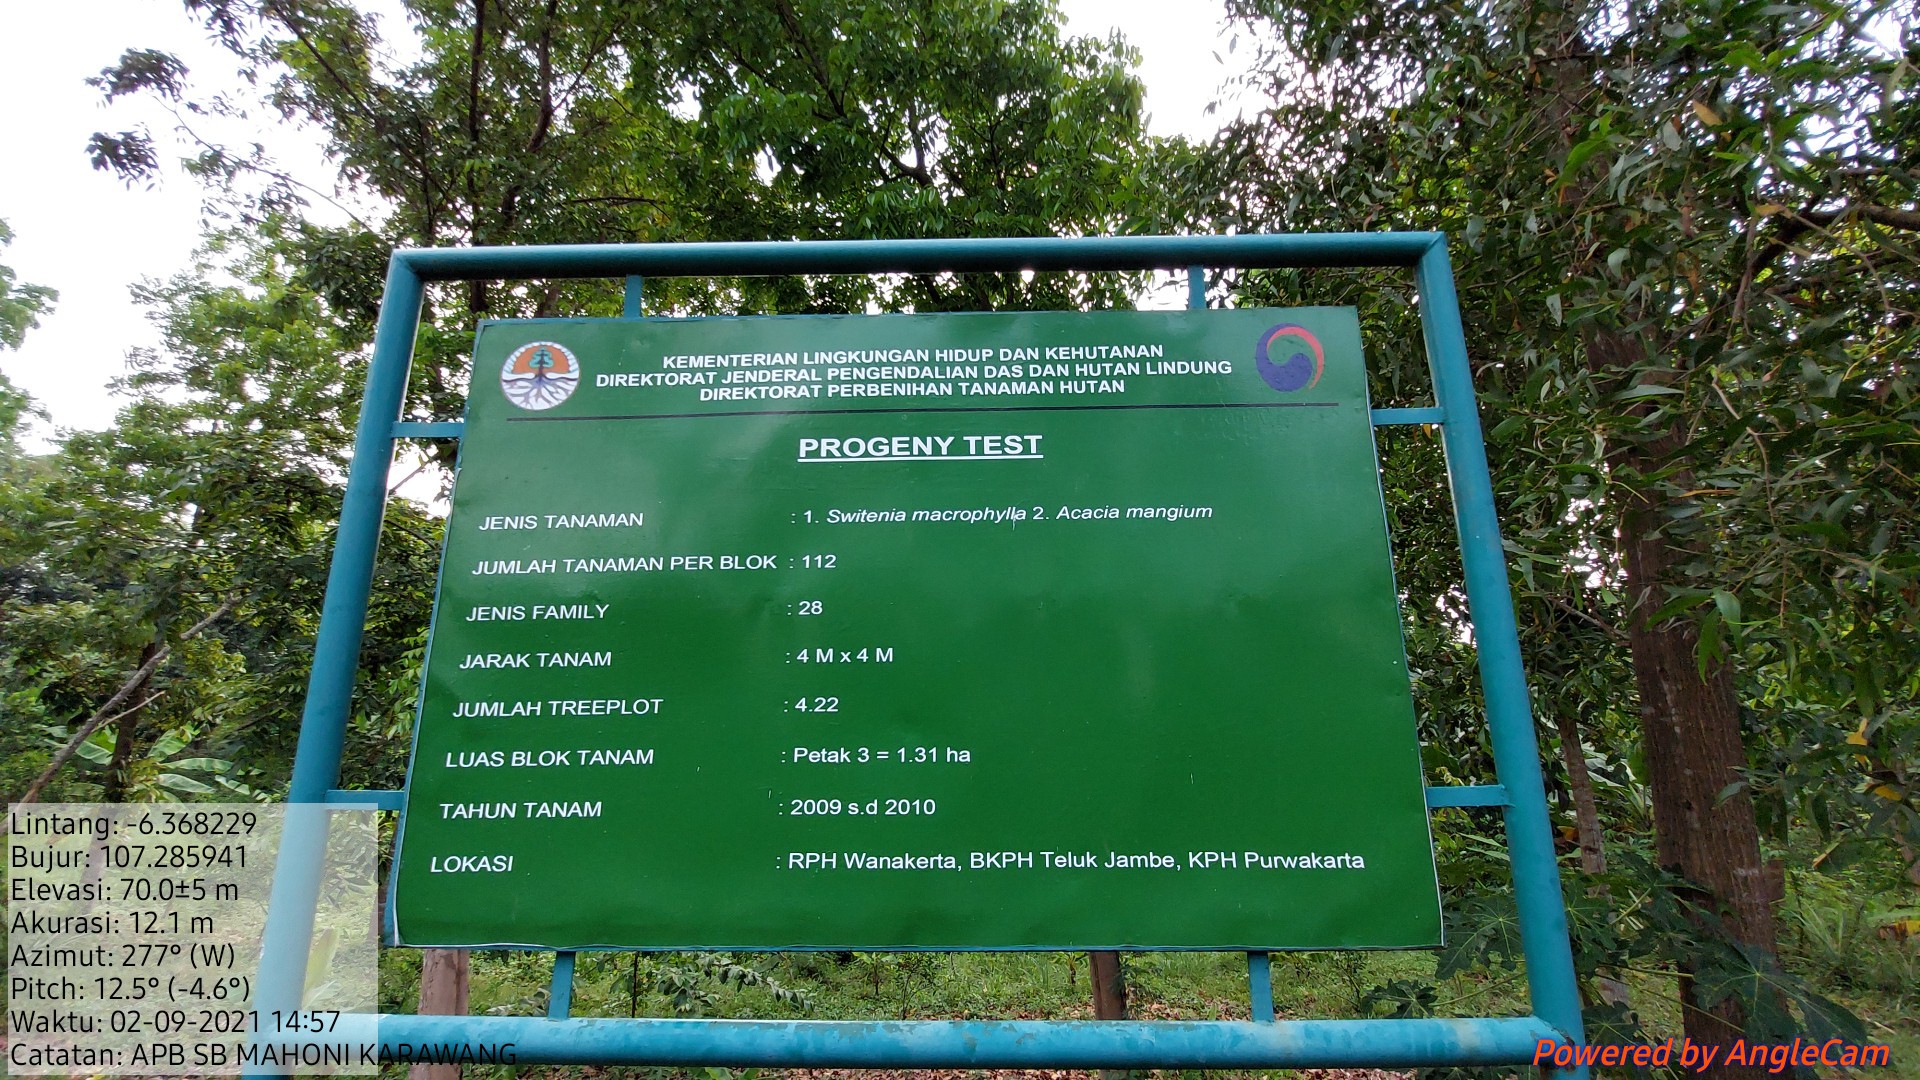 KEMENTERIAN LINGKUNGAN HIDUP DAN KEHUTANAN
DIREKTORAT JENDERAL PENGENDALIAN DAS DAN HUTAN LINDUNG
DIREKTORAT PERBENIHAN TANAMAN HUTAN
PROGENY TEST
JENIS TANAMAN : 1. Switenia macrophylla 2. Acacia mangium
JUMLAH TANAMAN PER BLOK : 112
JENIS FAMILY : 28
JARAK TANAM : 4 M x 4 M
JUMLAH TREEPLOT : 4.22
LUAS BLOK TANAM : Petak 3 = 1.31 ha
TAHUN TANAM : 2009 s.d 2010
LOKASI : RPH Wanakerta, BKPH Teluk Jambe, KPH Purwakarta
Lintang: -6.368229
Bujur: 107.285941
Elevasi: 70.0±5 m
Akurasi: 12.1 m
Azimut: 277° (W)
Pitch: 12.5° (-4.6°)
Waktu: 02-09-2021 14:57
Catatan: APB SB MAHONI KARAWANG
Powered by AngleCam